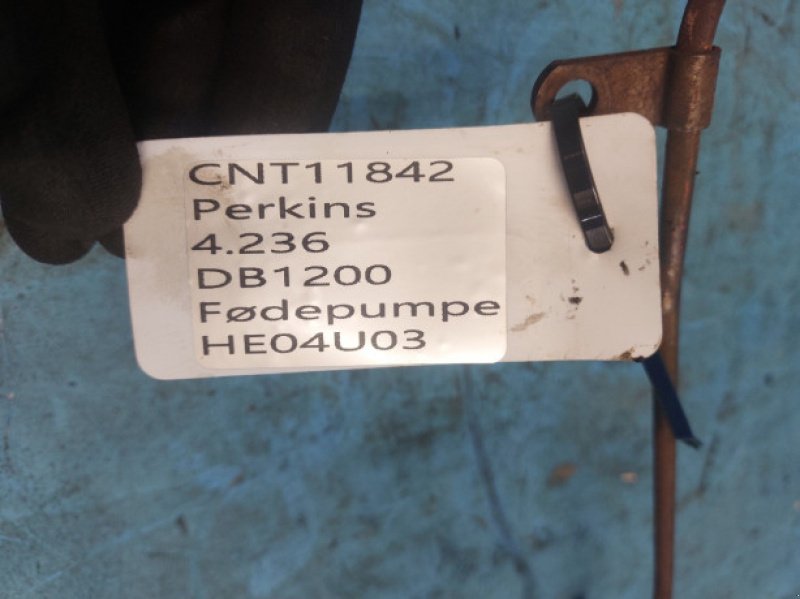 CNT11842
Perkins
4.236
DB1200
Fødepumpe
HE04U03